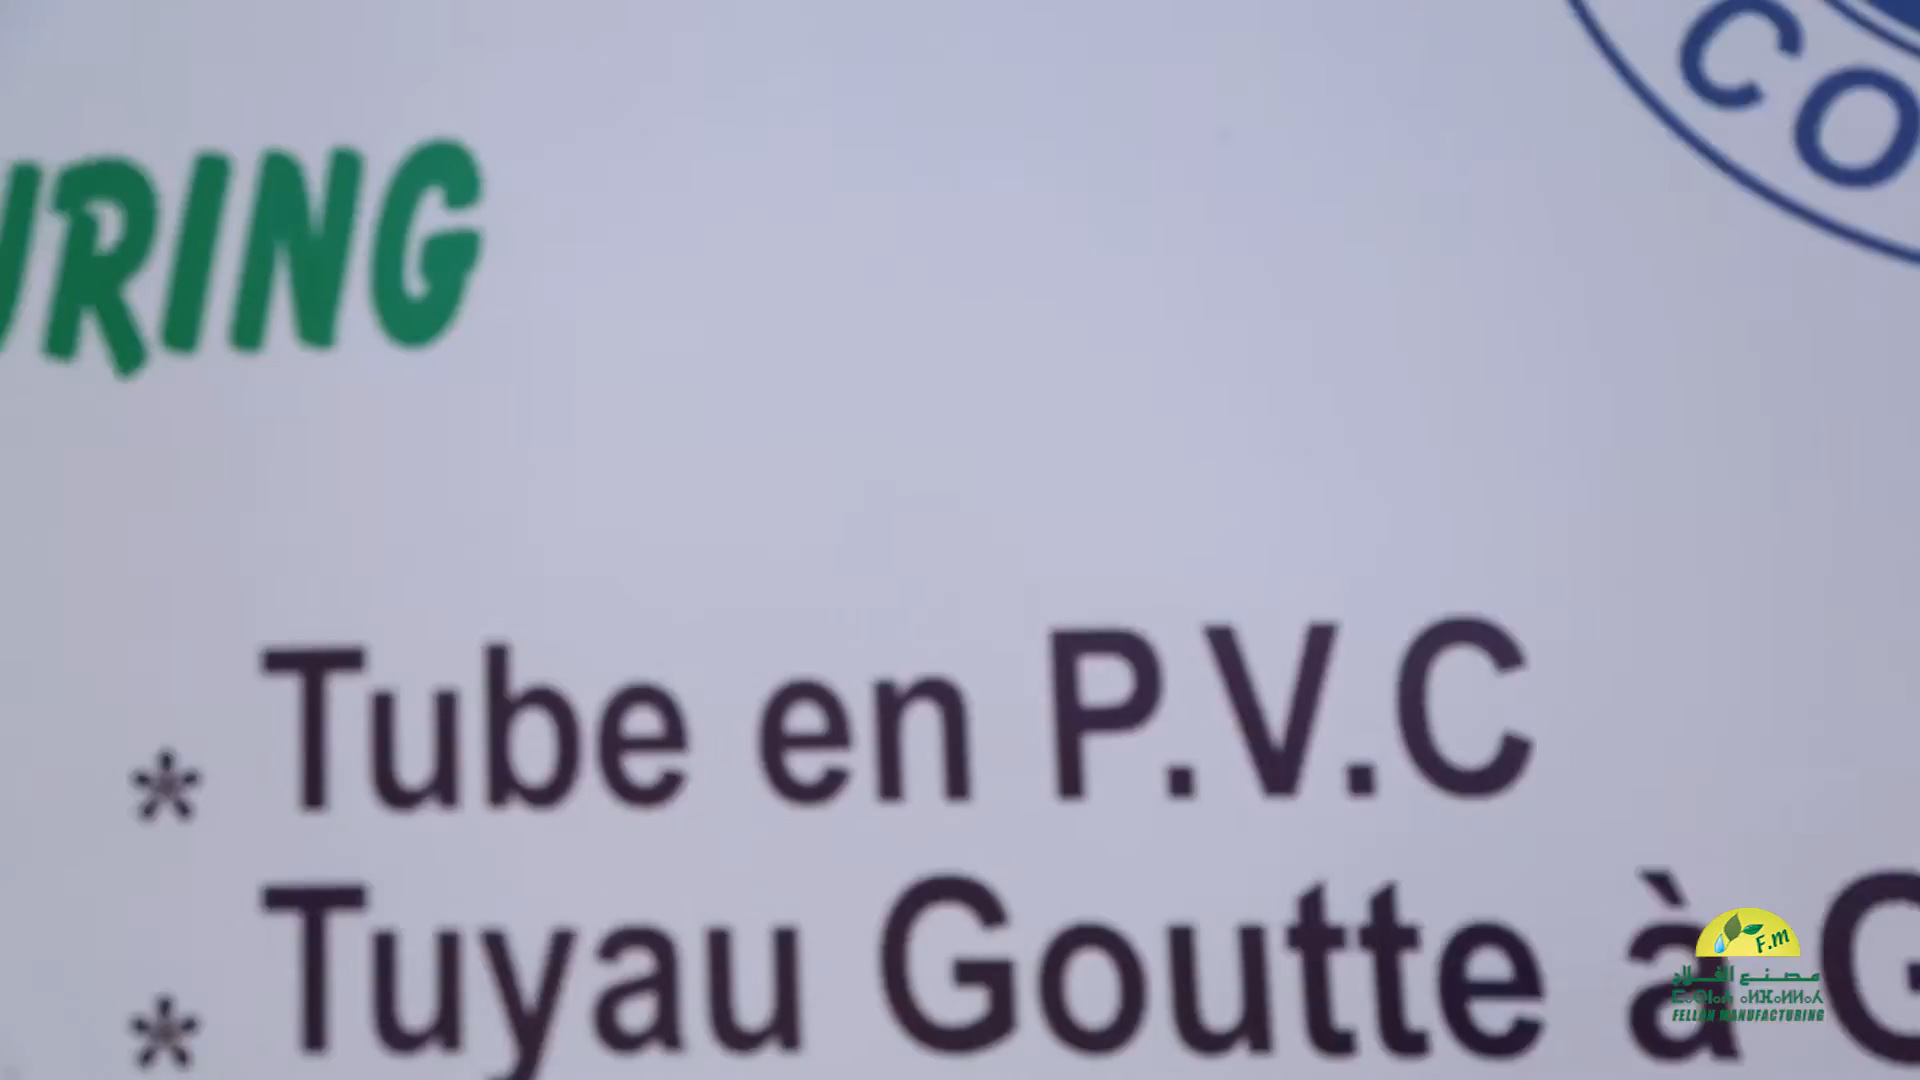 URING
CO
* Tube en P.V.C
* Tuyau Goutte à G
F.m
مصنع الفلاح
FELLAH MANUFACTURING